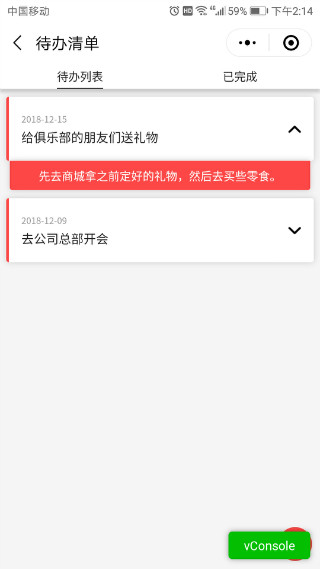 中国移动
HD
4G
59%
下午2:14
待办清单
待办列表
已完成
2018-12-15
给俱乐部的朋友们送礼物
先去商城拿之前定好的礼物，然后去买些零食。
2018-12-09
去公司总部开会
vConsole